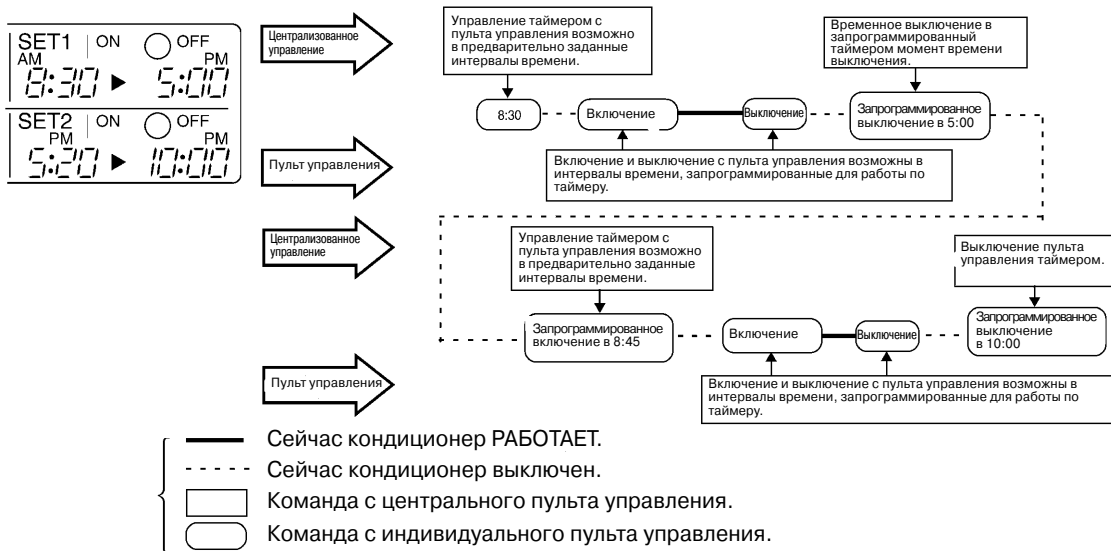 SET1 ON OFF
AM PM
8:30 ▶ 5:00
SET2 ON OFF
PM PM
5:20 ▶ 10:00
Централизованное
управление
Управление таймером с
пульта управления возможно
в предварительно заданные
интервалы времени.
Временное выключение в
запрограммированный
таймером момент времени
выключения.
8:30
Включение
Выключение
Запрограммированное
выключение в 5:00
Пульт управления
Включение и выключение с пульта управления возможны в
интервалы времени, запрограммированные для работы по
таймеру.
Централизованное
управление
Управление таймером с
пульта управления возможно
в предварительно заданные
интервалы времени.
Выключение пульта
управления таймером.
Запрограммированное
включение в 8:45
Включение
Выключение
Запрограммированное
выключение
в 10:00
Пульт управления
Включение и выключение с пульта управления возможны в
интервалы времени, запрограммированные для работы по
таймеру.
Сейчас кондиционер РАБОТАЕТ.
Сейчас кондиционер выключен.
Команда с центрального пульта управления.
Команда с индивидуального пульта управления.